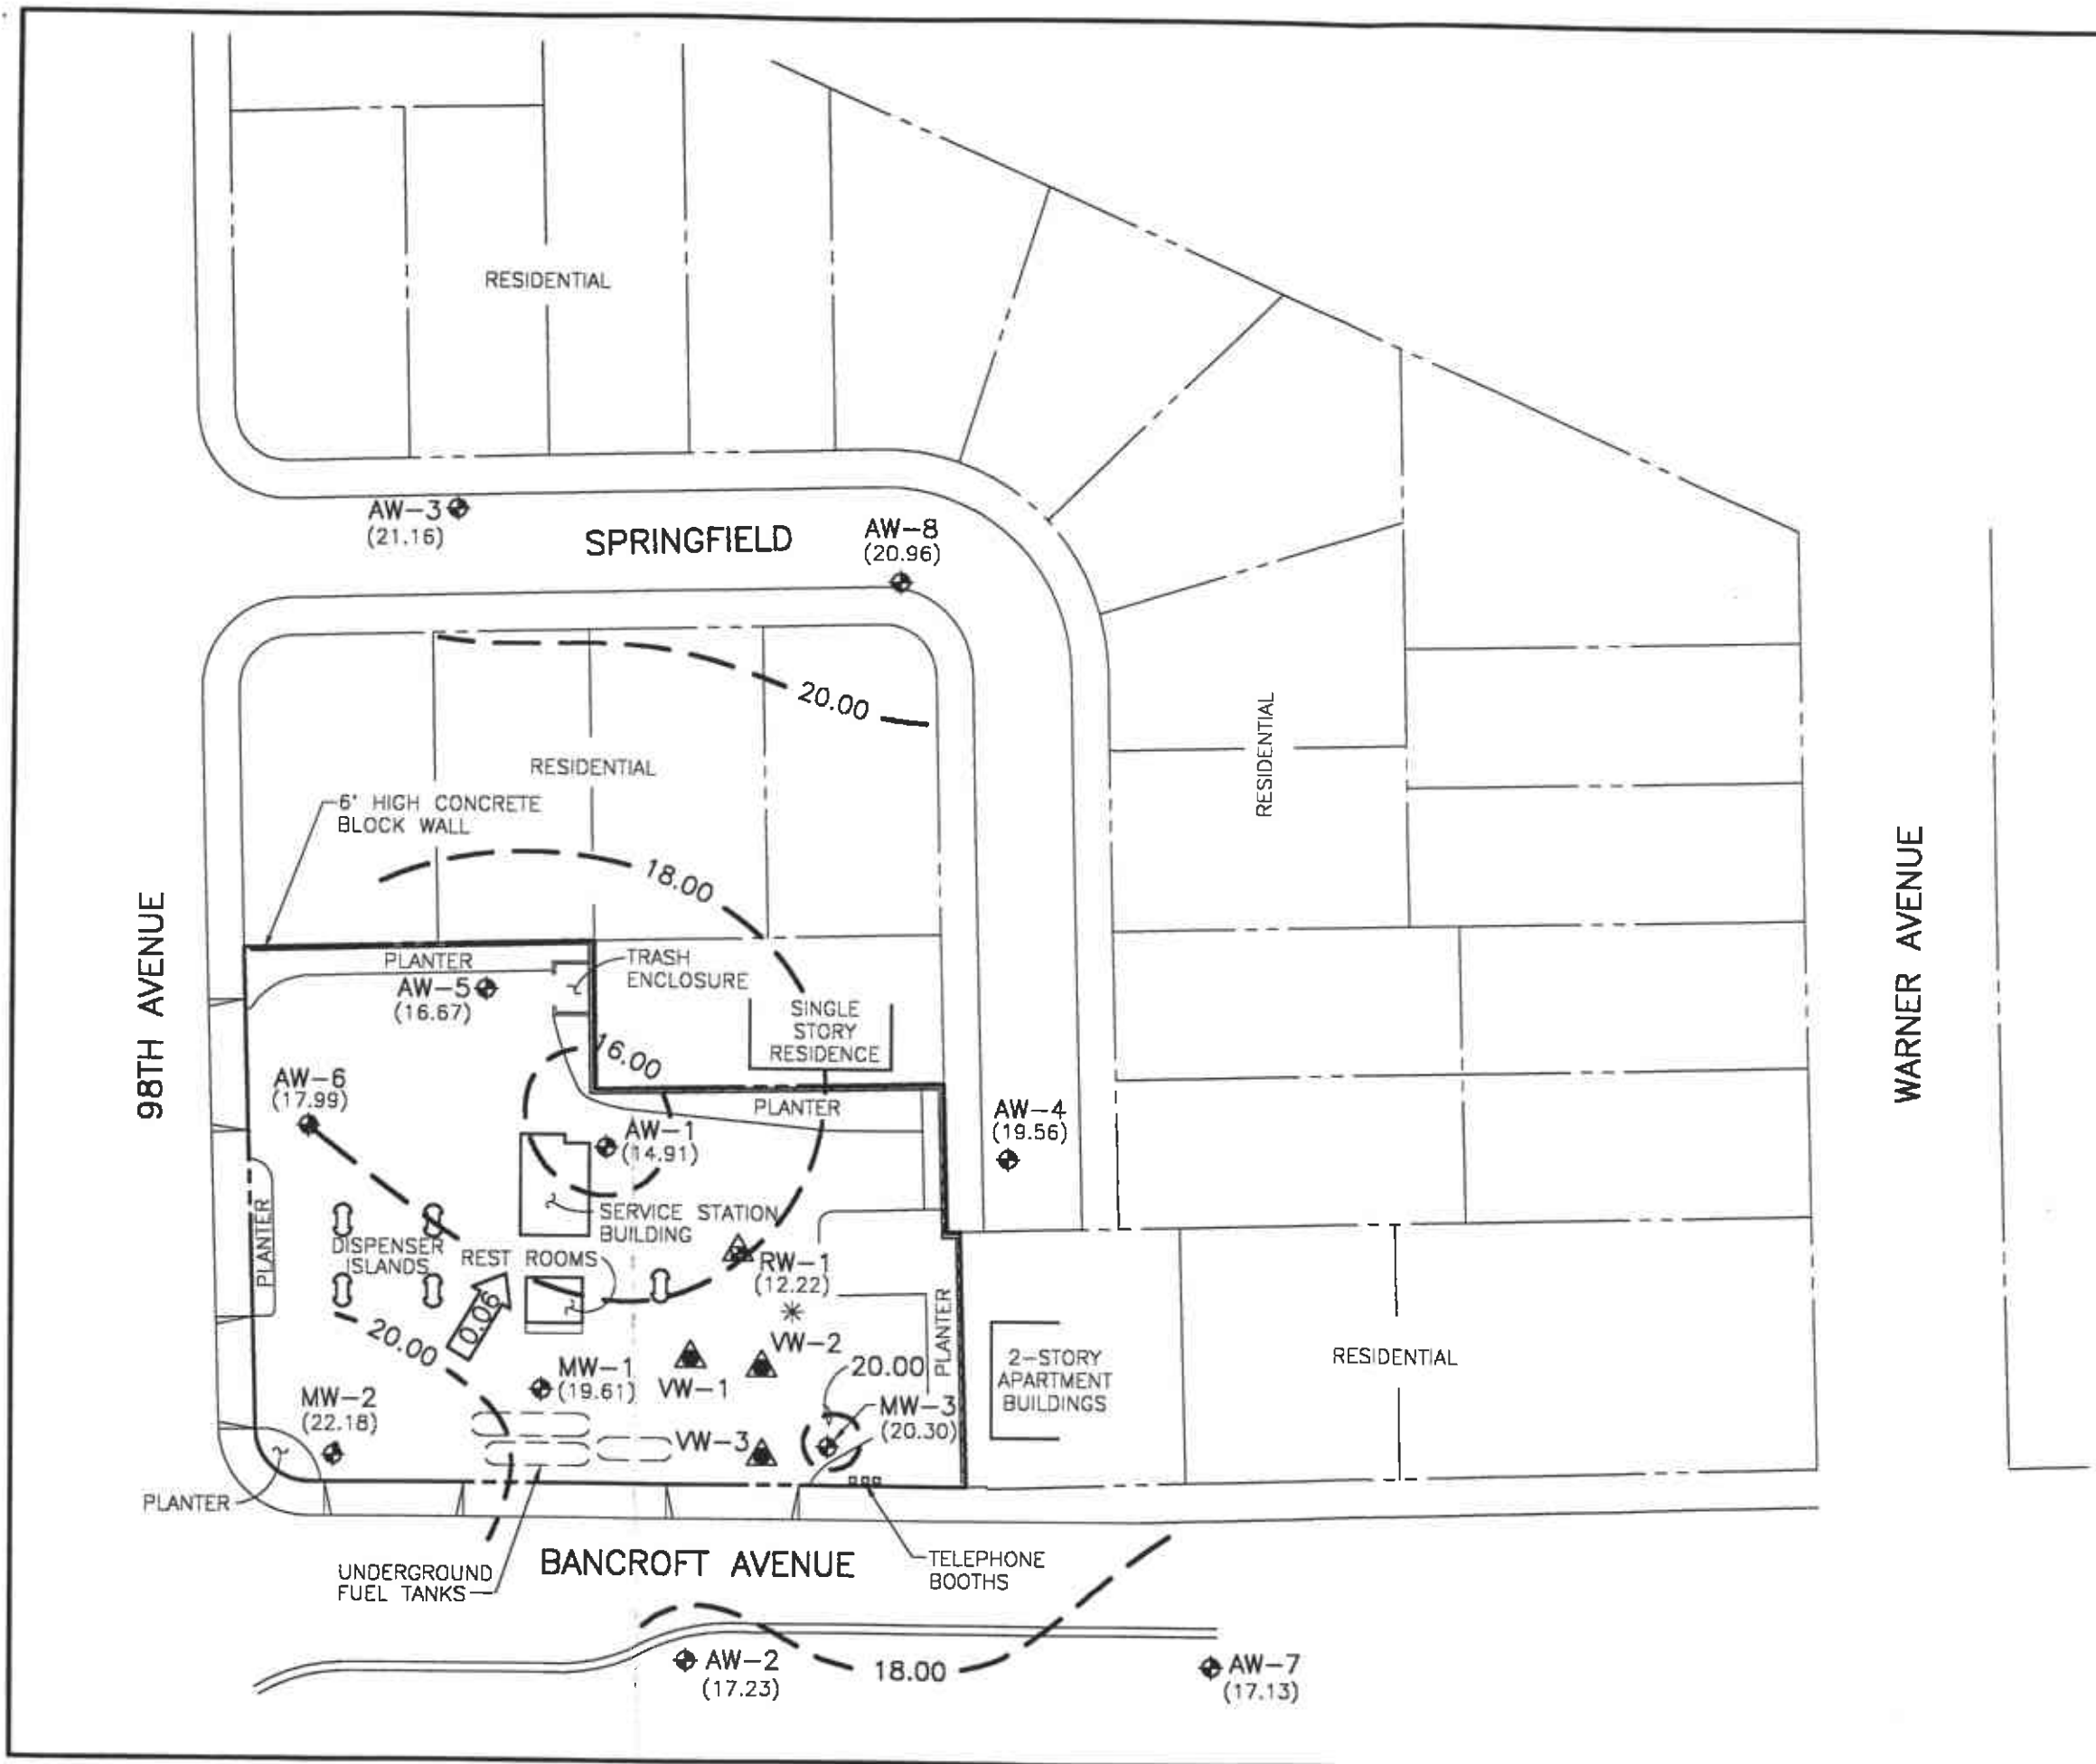 RESIDENTIAL
AW-3
(21.16)
SPRINGFIELD
AW-8
(20.96)
20.00
RESIDENTIAL
RESIDENTIAL
6' HIGH CONCRETE
BLOCK WALL
18.00
98TH AVENUE
WARNER AVENUE
PLANTER
TRASH
ENCLOSURE
AW-5
(16.67)
SINGLE
STORY
RESIDENCE
16.00
AW-6
(17.99)
PLANTER
AW-4
(19.56)
AW-1
(14.91)
PLANTER
SERVICE STATION
BUILDING
DISPENSER
ISLANDS
REST ROOMS
RW-1
(12.22)
0.06
20.00
PLANTER
VW-2
MW-1
(19.61)
VW-1
20.00
2-STORY
APARTMENT
BUILDINGS
RESIDENTIAL
MW-2
(22.18)
MW-3
(20.30)
VW-3
PLANTER
UNDERGROUND
FUEL TANKS
BANCROFT AVENUE
TELEPHONE
BOOTHS
AW-2
(17.23)
18.00
AW-7
(17.13)